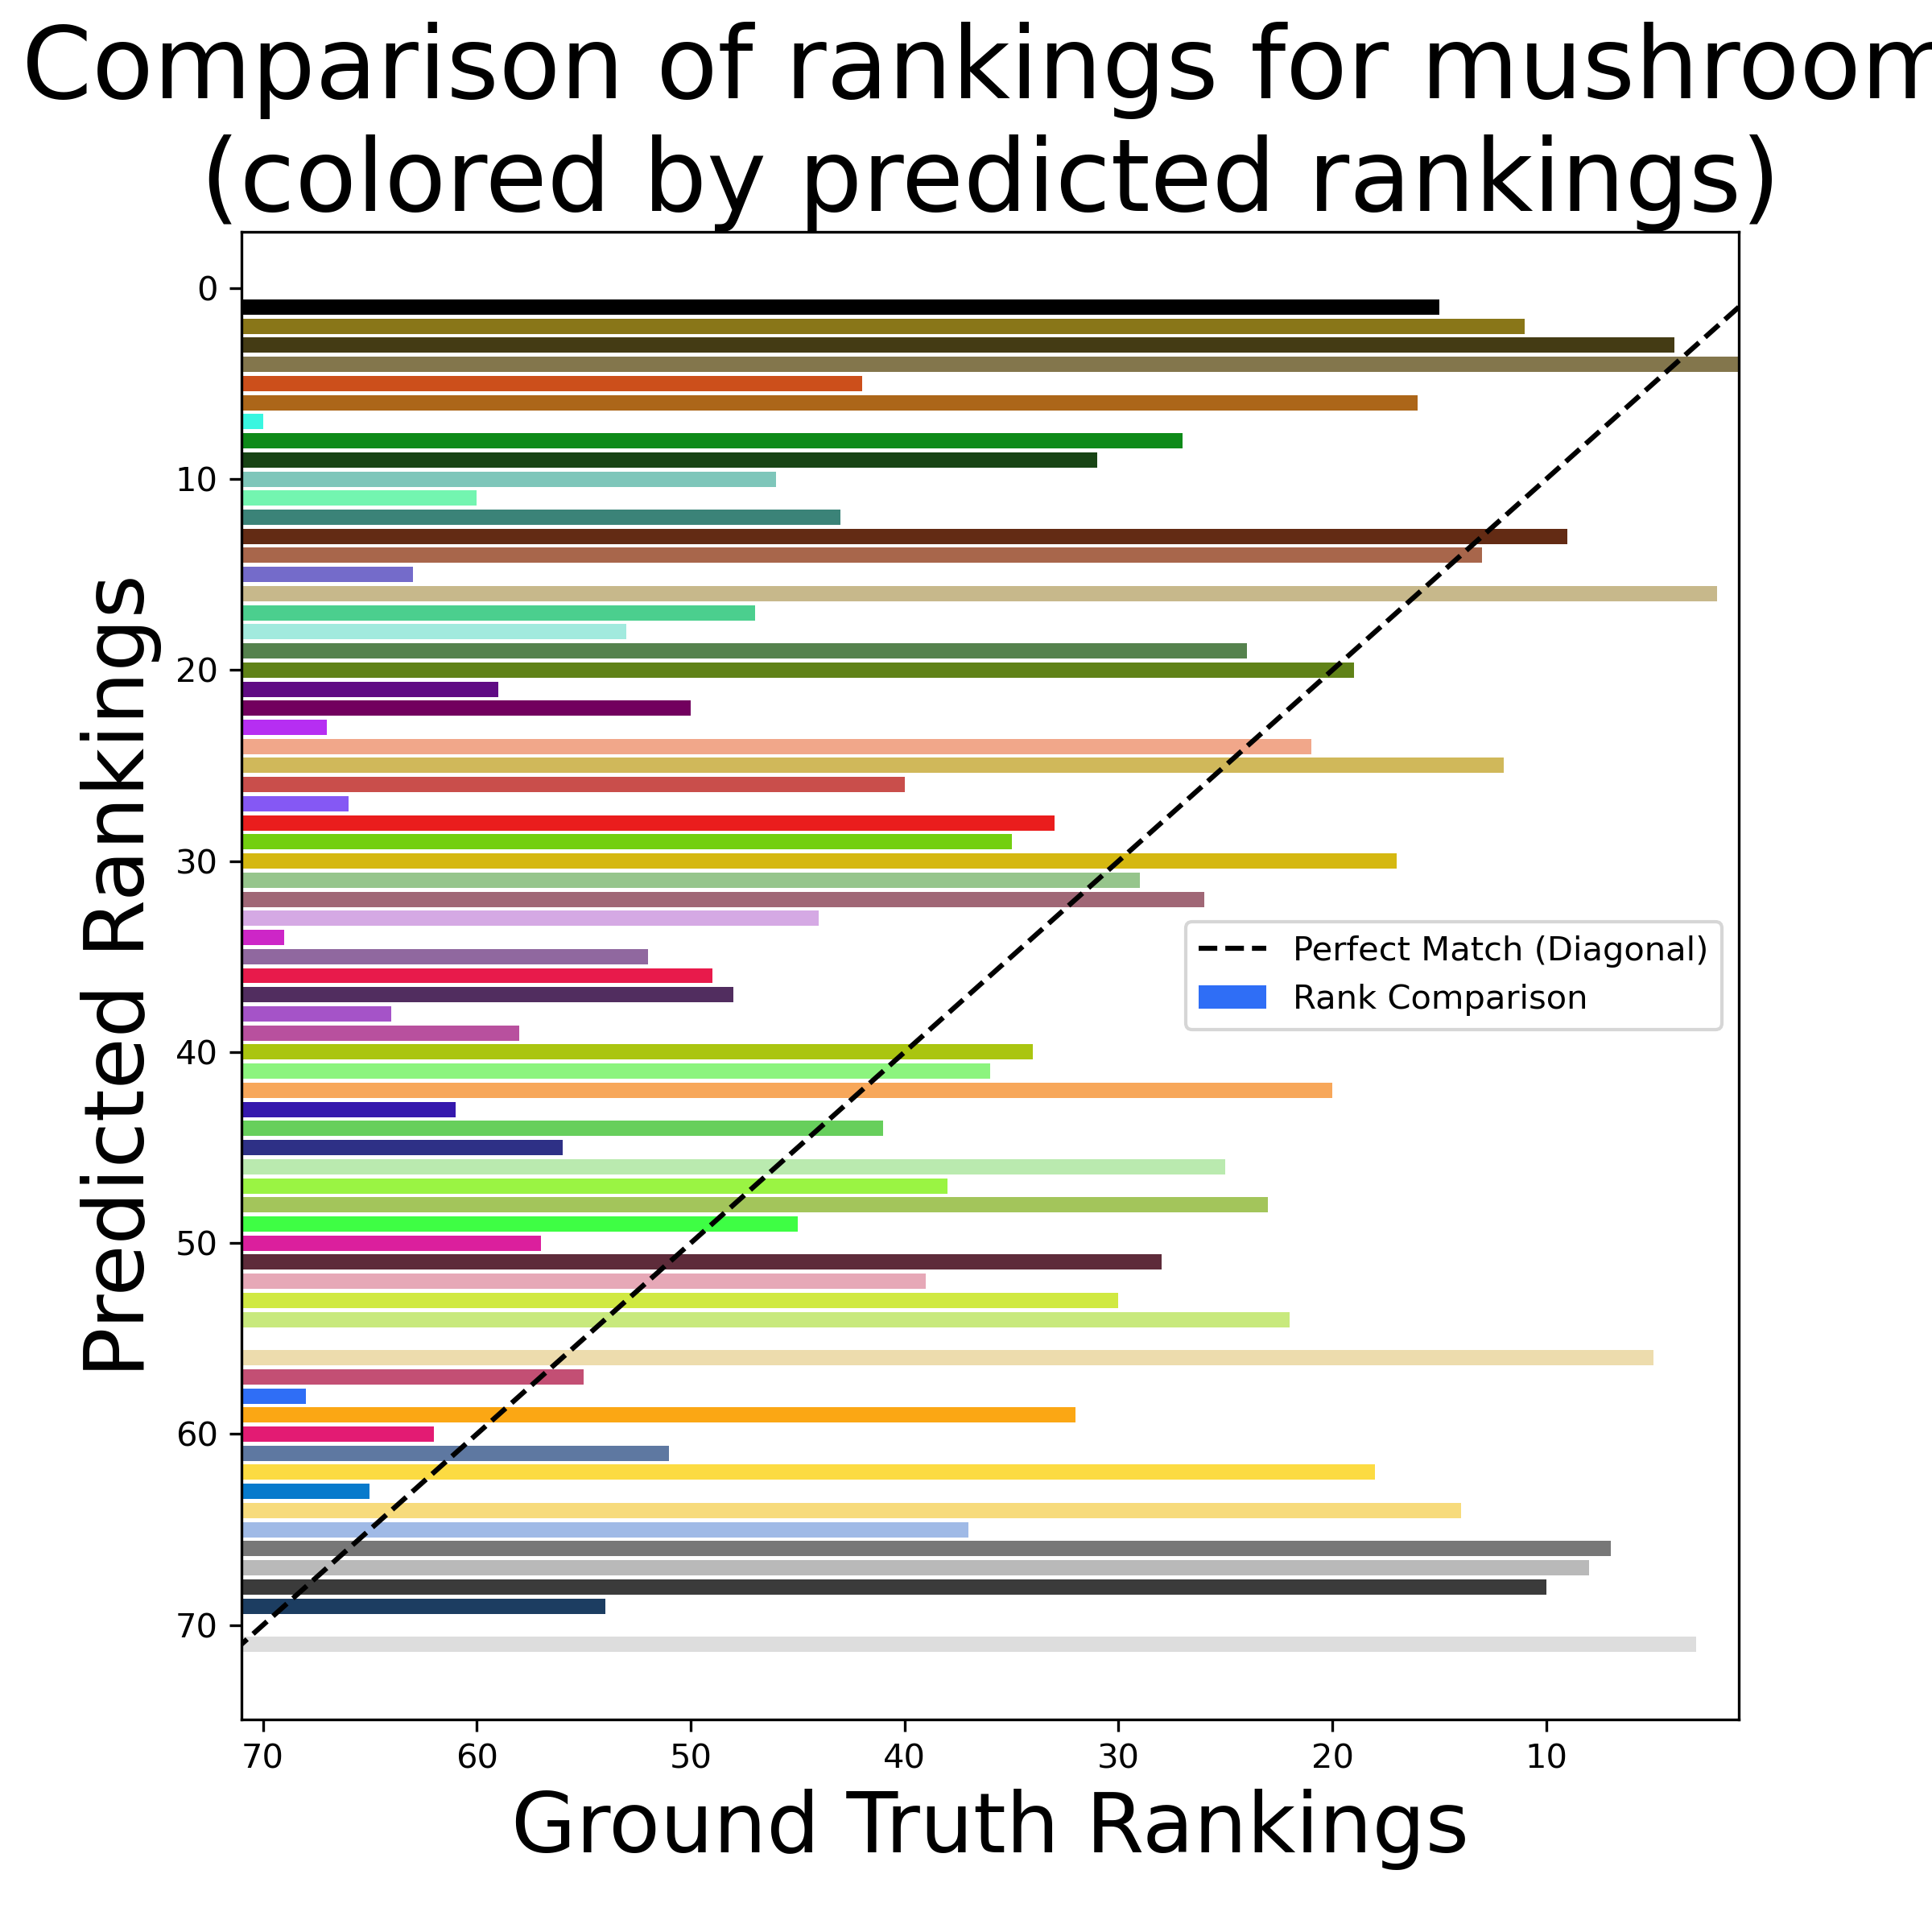 Comparison of rankings for mushroom
(colored by predicted rankings)
0
10
20
30
40
50
60
70
Predicted Rankings
Perfect Match (Diagonal)
Rank Comparison
70 60 50 40 30 20 10
Ground Truth Rankings